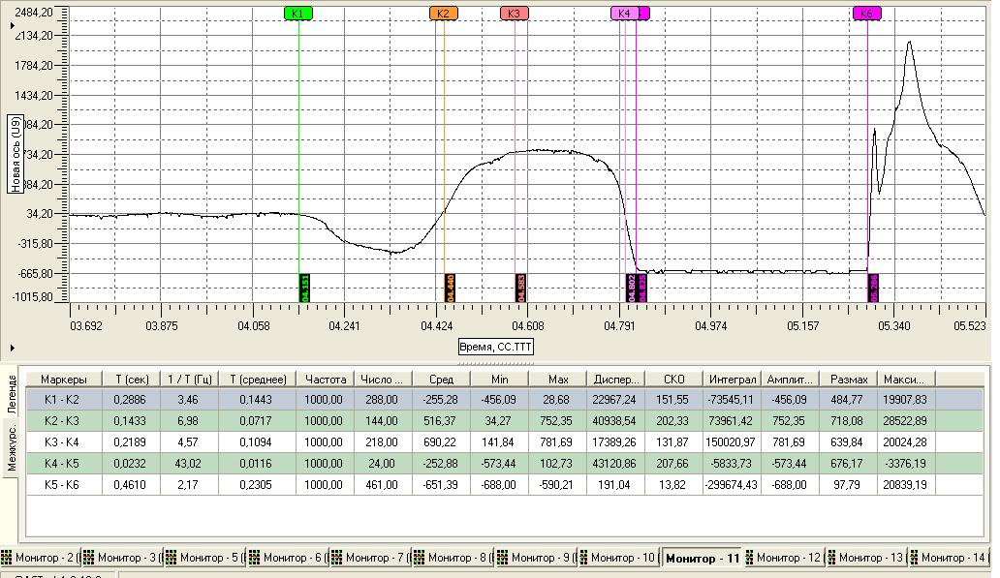 2484,20 K1 K2 K3 K4 K6
2134,20
1784,20
1434,20
84,20
734,20
384,20
34,20
-315,80
-665,80
-1015,80
Новая ось (U9)
04.151 04.440 04.583 04.802 04.825 05.286
03.692 03.875 04.058 04.241 04.424 04.608 04.791 04.974 05.157 05.340 05.523
Время, СС.ТТТ
Легенда
Межкурс.
Маркеры T (сек) 1 / T (Гц) T (среднее) Частота Число ... Сред Min Max Диспер... СКО Интеграл Амплит... Размах Макси...
K1 - K2 0,2886 3,46 0,1443 1000,00 288,00 -255,28 -456,09 28,68 22967,24 151,55 -73545,11 -456,09 484,77 19907,83
K2 - K3 0,1433 6,98 0,0717 1000,00 144,00 516,37 34,27 752,35 40938,54 202,33 73961,42 752,35 718,08 28522,89
K3 - K4 0,2189 4,57 0,1094 1000,00 218,00 690,22 141,84 781,69 17389,26 131,87 150020,97 781,69 639,84 20024,28
K4 - K5 0,0232 43,02 0,0116 1000,00 24,00 -252,88 -573,44 102,73 43120,86 207,66 -5833,73 -573,44 676,17 -3376,19
K5 - K6 0,4610 2,17 0,2305 1000,00 461,00 -651,39 -688,00 -590,21 191,04 13,82 -299674,43 -688,00 97,79 20839,19
Монитор - 2 ( Монитор - 3 ( Монитор - 5 ( Монитор - 6 ( Монитор - 7 ( Монитор - 8 ( Монитор - 9 ( Монитор - 10 ( Монитор - 11 Монитор - 12 ( Монитор - 13 ( Монитор - 14 (